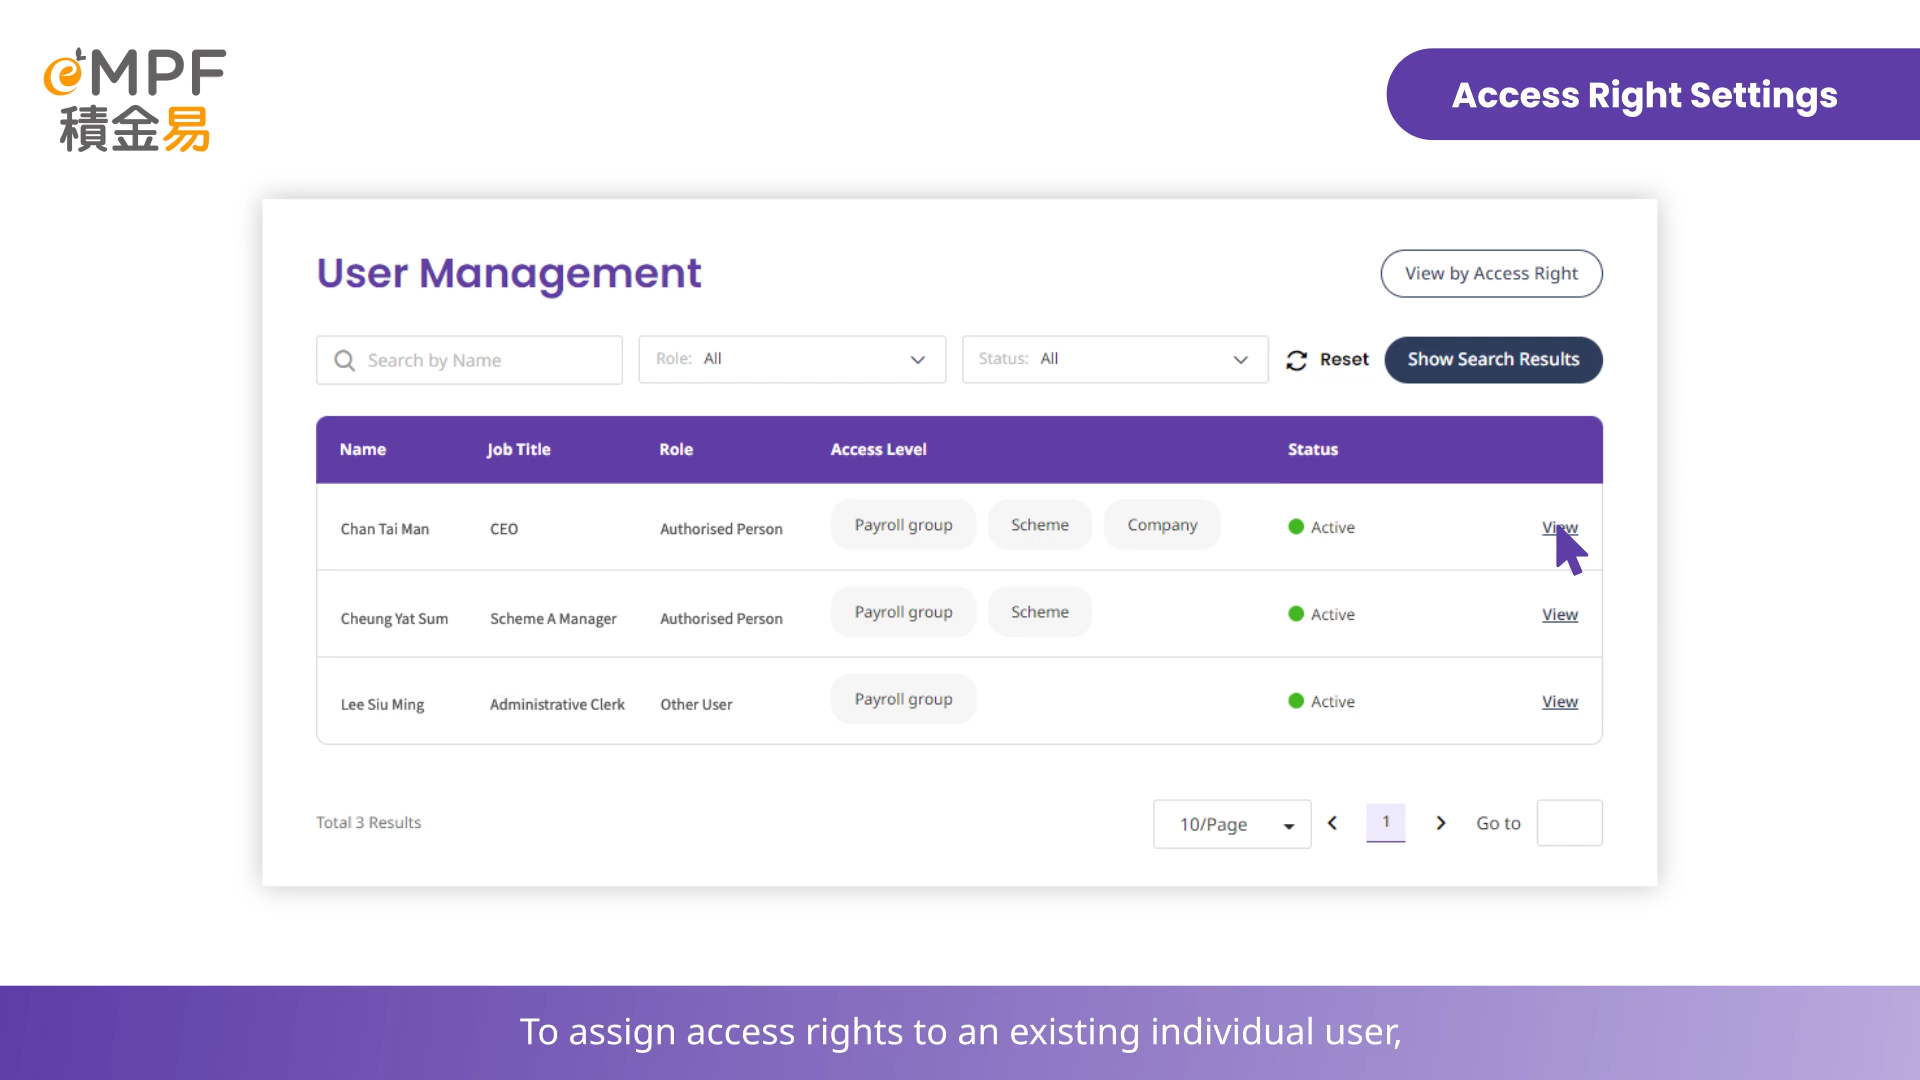 eMPF
積金易
Access Right Settings
User Management
View by Access Right
Search by Name
Role: All
Status: All
Reset
Show Search Results
Name Job Title Role Access Level Status
Chan Tai Man CEO Authorised Person Payroll group Scheme Company Active View
Cheung Yat Sum Scheme A Manager Authorised Person Payroll group Scheme Active View
Lee Siu Ming Administrative Clerk Other User Payroll group Active View
Total 3 Results
10/Page
1
Go to
To assign access rights to an existing individual user,